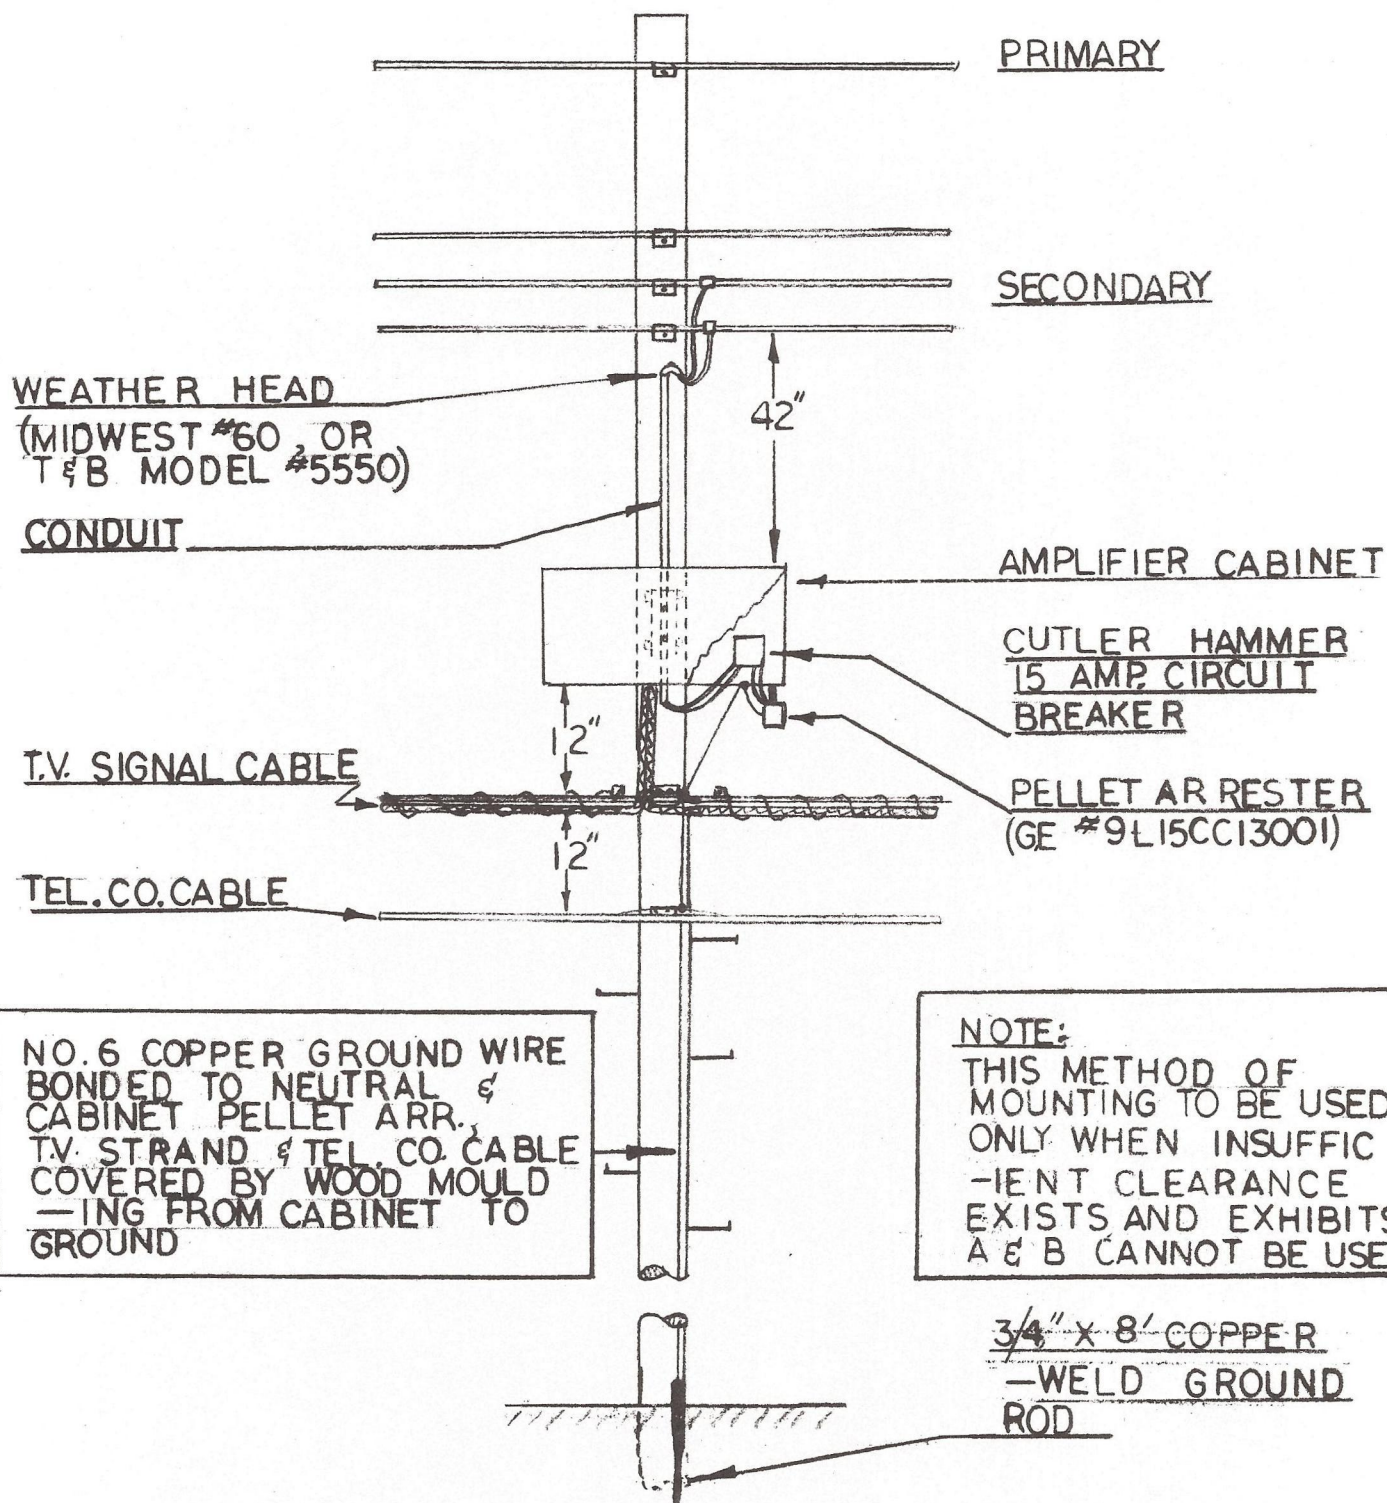 PRIMARY
SECONDARY
WEATHER HEAD
(MIDWEST #60, OR
T & B MODEL #5550)
42"
CONDUIT
AMPLIFIER CABINET
CUTLER HAMMER
15 AMP. CIRCUIT
BREAKER
12"
T.V. SIGNAL CABLE
PELLET ARRESTER
(GE #9L15CC13001)
12"
TEL. CO. CABLE
NO. 6 COPPER GROUND WIRE
BONDED TO NEUTRAL &
CABINET PELLET ARR.,
T.V. STRAND & TEL. CO. CABLE
COVERED BY WOOD MOULD
-ING FROM CABINET TO
GROUND
NOTE:
THIS METHOD OF
MOUNTING TO BE USED
ONLY WHEN INSUFFIC
-IENT CLEARANCE
EXISTS AND EXHIBITS
A & B CANNOT BE USE
3/4" X 8' COPPER
-WELD GROUND
ROD